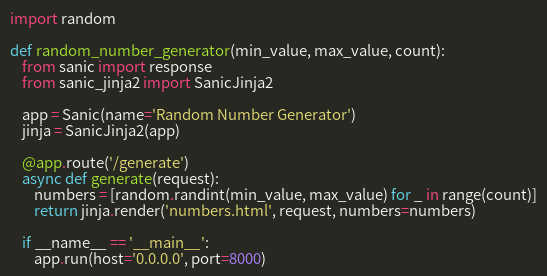 import random

def random_number_generator(min_value, max_value, count):
    from sanic import response
    from sanic_jinja2 import SanicJinja2

    app = Sanic(name='Random Number Generator')
    jinja = SanicJinja2(app)

    @app.route('/generate')
    async def generate(request):
        numbers = [random.randint(min_value, max_value) for _ in range(count)]
        return jinja.render('numbers.html', request, numbers=numbers)

    if __name__ == '__main__':
        app.run(host='0.0.0.0', port=8000)